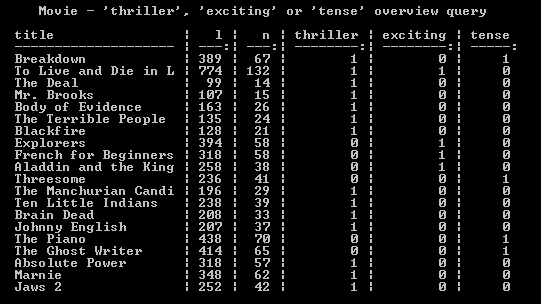 Movie - 'thriller', 'exciting' or 'tense' overview query
title ¦ l ¦ n ¦ thriller ¦ exciting ¦ tense
-------------------- ¦ ----:¦ ----:¦ ---------:¦ ---------:¦ ------:
Breakdown ¦ 389 ¦ 67 ¦ 1 ¦ 0 ¦ 1
To Live and Die in L ¦ 774 ¦ 132 ¦ 1 ¦ 1 ¦ 0
The Deal ¦ 99 ¦ 14 ¦ 1 ¦ 0 ¦ 0
Mr. Brooks ¦ 107 ¦ 15 ¦ 1 ¦ 0 ¦ 0
Body of Evidence ¦ 163 ¦ 26 ¦ 1 ¦ 0 ¦ 0
The Terrible People ¦ 135 ¦ 24 ¦ 1 ¦ 0 ¦ 0
Blackfire ¦ 128 ¦ 21 ¦ 1 ¦ 0 ¦ 0
Explorers ¦ 394 ¦ 58 ¦ 0 ¦ 1 ¦ 0
French for Beginners ¦ 318 ¦ 58 ¦ 0 ¦ 1 ¦ 0
Aladdin and the King ¦ 258 ¦ 38 ¦ 0 ¦ 1 ¦ 0
Threesome ¦ 236 ¦ 41 ¦ 0 ¦ 0 ¦ 1
The Manchurian Candi ¦ 196 ¦ 29 ¦ 1 ¦ 0 ¦ 0
Ten Little Indians ¦ 238 ¦ 39 ¦ 1 ¦ 0 ¦ 0
Brain Dead ¦ 208 ¦ 33 ¦ 1 ¦ 0 ¦ 0
Johnny English ¦ 207 ¦ 37 ¦ 1 ¦ 0 ¦ 0
The Piano ¦ 438 ¦ 70 ¦ 0 ¦ 0 ¦ 1
The Ghost Writer ¦ 414 ¦ 65 ¦ 0 ¦ 0 ¦ 1
Absolute Power ¦ 318 ¦ 57 ¦ 1 ¦ 0 ¦ 0
Marnie ¦ 348 ¦ 62 ¦ 1 ¦ 0 ¦ 0
Jaws 2 ¦ 252 ¦ 42 ¦ 1 ¦ 0 ¦ 0